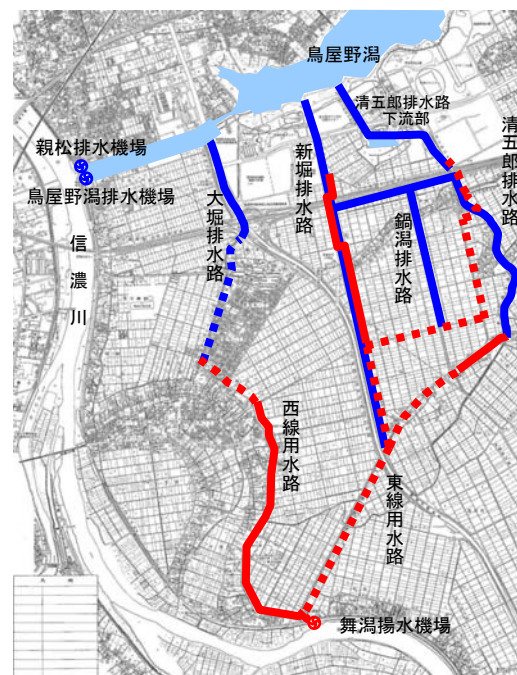 鳥屋野潟
清五郎排水路
下流部
清五郎排水路
親松排水機場
鳥屋野潟排水機場
新堀排水路
大堀排水路
鍋潟排水路
信濃川
西線用水路
東線用水路
舞潟揚水機場